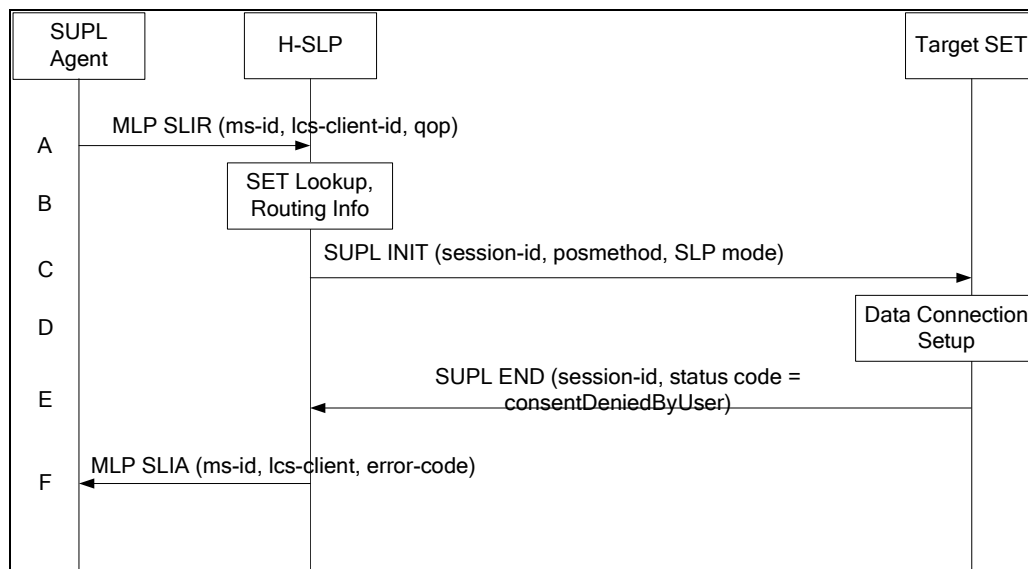 SUPL
Agent
H-SLP
Target SET
A
MLP SLIR (ms-id, lcs-client-id, qop)
B
SET Lookup,
Routing Info
C
SUPL INIT (session-id, posmethod, SLP mode)
D
Data Connection
Setup
E
SUPL END (session-id, status code =
consentDeniedByUser)
F
MLP SLIA (ms-id, lcs-client, error-code)